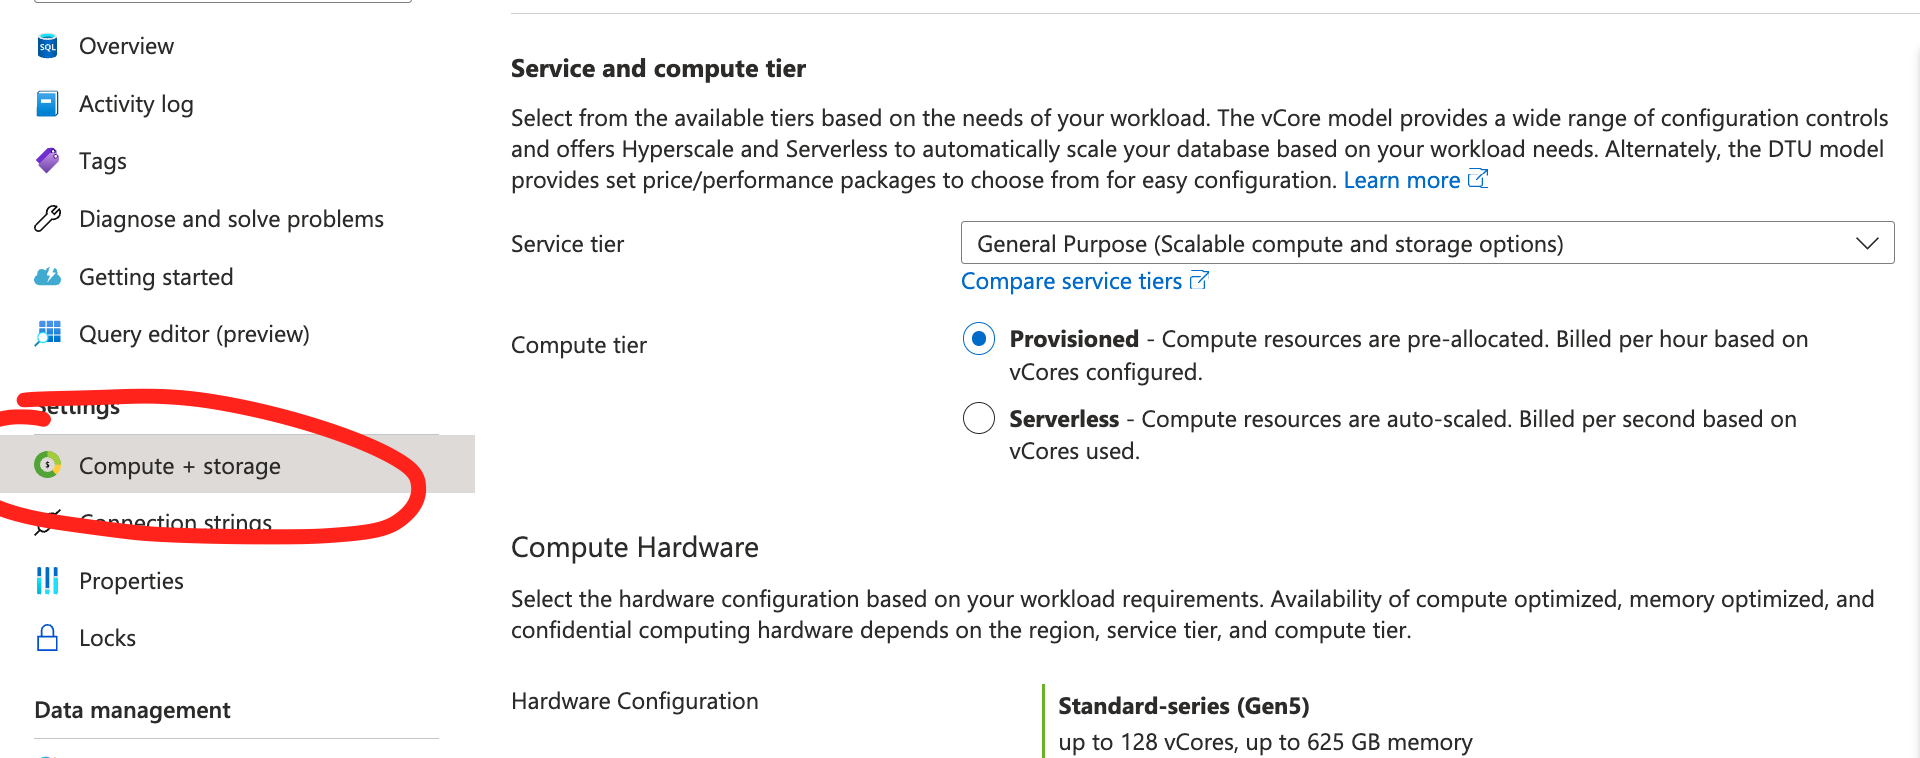 Overview
Activity log
Tags
Diagnose and solve problems
Getting started
Query editor (preview)
Settings
Compute + storage
Connection strings
Properties
Locks
Data management
Service and compute tier
Select from the available tiers based on the needs of your workload. The vCore model provides a wide range of configuration controls
and offers Hyperscale and Serverless to automatically scale your database based on your workload needs. Alternately, the DTU model
provides set price/performance packages to choose from for easy configuration. Learn more
Service tier
General Purpose (Scalable compute and storage options)
Compare service tiers
Compute tier
Provisioned - Compute resources are pre-allocated. Billed per hour based on
vCores configured.
Serverless - Compute resources are auto-scaled. Billed per second based on
vCores used.
Compute Hardware
Select the hardware configuration based on your workload requirements. Availability of compute optimized, memory optimized, and
confidential computing hardware depends on the region, service tier, and compute tier.
Hardware Configuration
Standard-series (Gen5)
up to 128 vCores, up to 625 GB memory